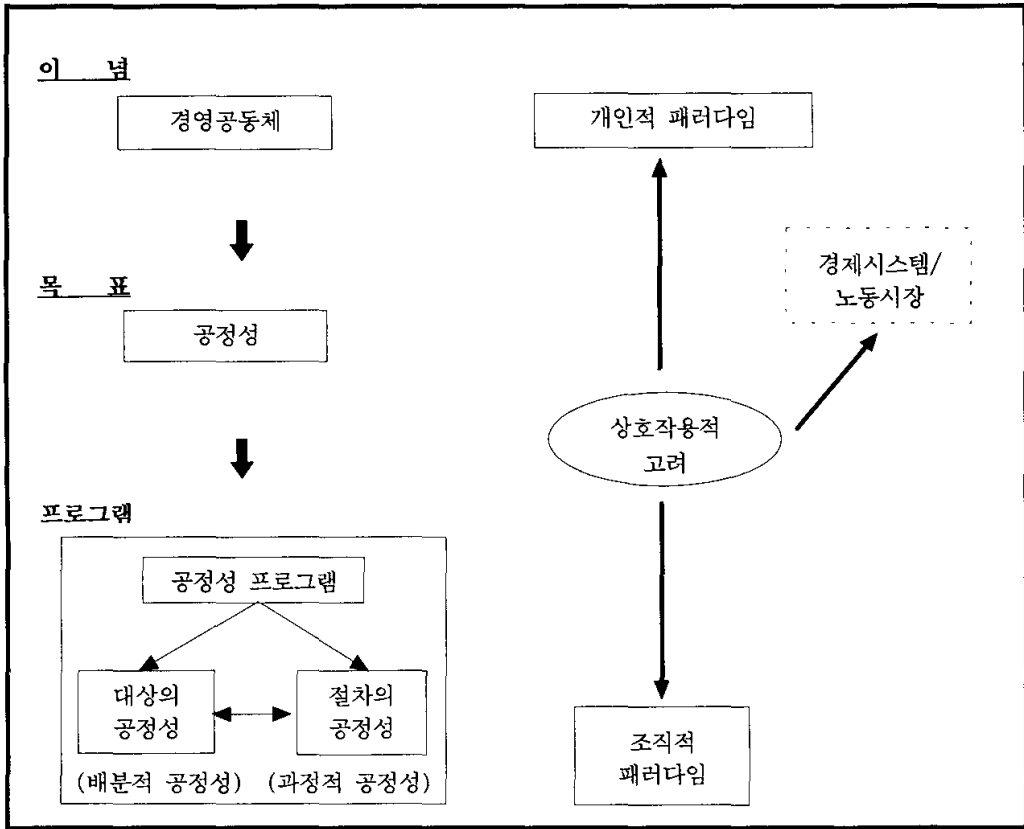 이 념
경영공동체
목 표
공정성
프로그램
공정성 프로그램
대상의
공정성
절차의
공정성
(배분적 공정성) (과정적 공정성)
개인적 패러다임
경제시스템/
노동시장
상호작용적
고려
조직적
패러다임